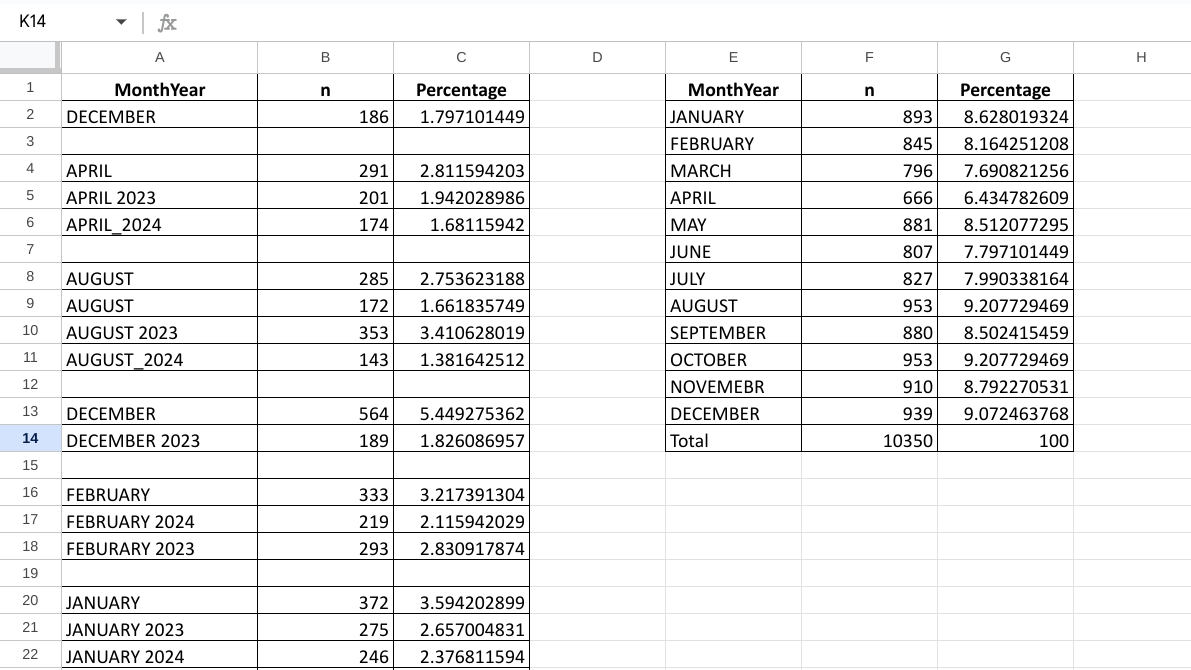 K14 fx
A B C D E F G H
1 MonthYear n Percentage MonthYear n Percentage
2 DECEMBER 186 1.797101449 JANUARY 893 8.628019324
3 FEBRUARY 845 8.164251208
4 APRIL 291 2.811594203 MARCH 796 7.690821256
5 APRIL 2023 201 1.942028986 APRIL 666 6.434782609
6 APRIL_2024 174 1.68115942 MAY 881 8.512077295
7 JUNE 807 7.797101449
8 AUGUST 285 2.753623188 JULY 827 7.990338164
9 AUGUST 172 1.661835749 AUGUST 953 9.207729469
10 AUGUST 2023 353 3.410628019 SEPTEMBER 880 8.502415459
11 AUGUST_2024 143 1.381642512 OCTOBER 953 9.207729469
12 NOVEMEBR 910 8.792270531
13 DECEMBER 564 5.449275362 DECEMBER 939 9.072463768
14 DECEMBER 2023 189 1.826086957 Total 10350 100
15
16 FEBRUARY 333 3.217391304
17 FEBRUARY 2024 219 2.115942029
18 FEBURARY 2023 293 2.830917874
19
20 JANUARY 372 3.594202899
21 JANUARY 2023 275 2.657004831
22 JANUARY 2024 246 2.376811594